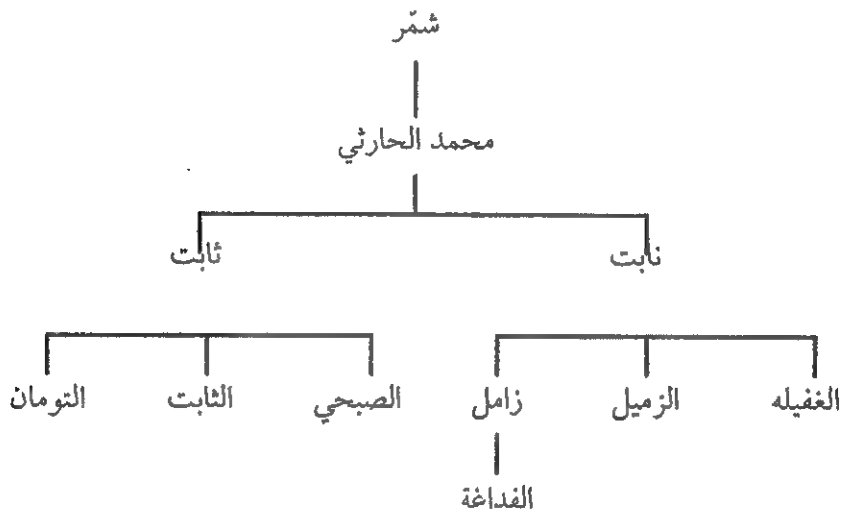 شمّر
محمد الحارثي
نابت ثابت
الغفيله الزميل زامل الصبحي الثابت التومان
الفداغة